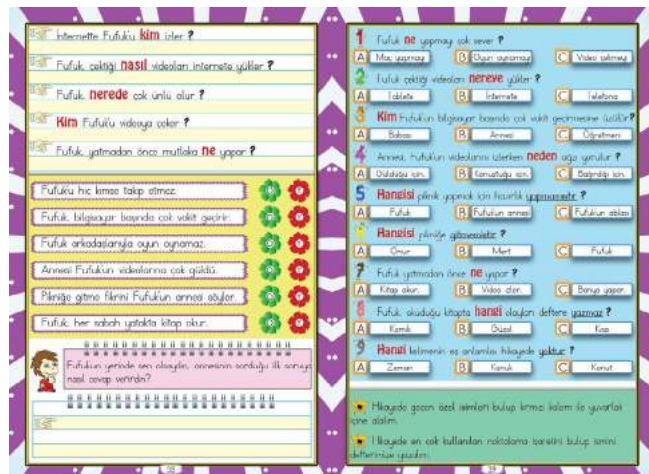 İnternette Fufuk'u kim izler ?
Fufuk, çektiği nasıl videoları internete yükler ?
Fufuk, nerede çok ünlü olur ?
Kim Fufuk'u videoya çeker ?
Fufuk, yatmadan önce mutlaka ne yapar ?
Fufuk'u hiç kimse takip etmez.
Fufuk, bilgisayar başında çok vakit geçirir.
Fufuk arkadaşlarıyla oyun oynamaz.
Annesi Fufuk'un videolarına çok güldü.
Pikniğe gitme fikrini Fufuk'un annesi söyler.
Fufuk, her sabah yatakta kitap okur.
Fufuk'un yerinde sen olsaydın, annesinin sorduğu ilk soruya
nasıl cevap verirdin?
1 Fufuk ne yapmayı çok sever ?
A Maç yapmayı B Oyun oynamayı C Video çekmeyi
2 Fufuk çektiği videoları nereye yükler ?
A Tablete B İnternete C Telefona
3 Kim Fufuk'un bilgisayar başında çok vakit geçirmesine üzülür?
A Babası B Annesi C Öğretmeni
4 Annesi, Fufuk'un videolarını izlerken neden ağzı yorulur ?
A Güldüğü için. B Konuştuğu için. C Bağırdığı için.
5 Hangisi piknik yapmak için hazırlık yapmamıştır ?
A Fufuk B Fufuk'un annesi C Fufuk'un ablası
6 Hangisi pikniğe gitmemiştir ?
A Onur B Mert C Fufuk
7 Fufuk yatmadan önce ne yapar ?
A Kitap okur. B Video izler. C Banyo yapar.
8 Fufuk, okuduğu kitapta hangi olayları deftere yazmaz ?
A Komik B Güzel C Kısa
9 Hangi kelimenin eş anlamlısı hikayede yoktur ?
A Zaman B Konuk C Konut
Hikayede geçen özel isimleri bulup kırmızı kalem ile yuvarlak
içine alalım.
Hikayede en çok kullanılan noktalama işaretini bulup ismini
defterimize yazalım.